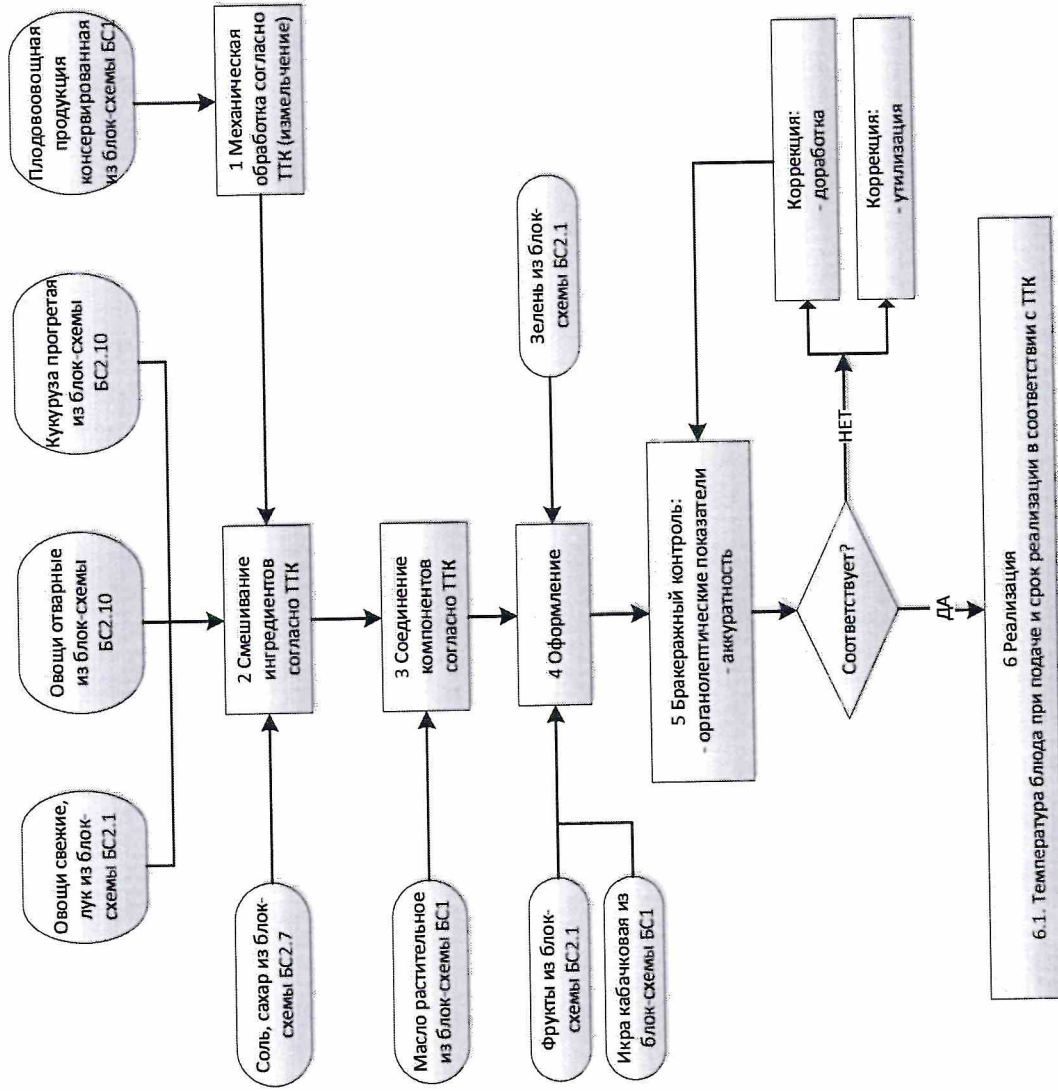 Овощи свежие,
лук из блок-
схемы БС2.1
Овощи отварные
из блок-схемы
БС2.10
Кукуруза прогретая
из блок-схемы
БС2.10
Плодовоовощная
продукция
консервированная
из блок-схемы БС1
1 Механическая
обработка согласно
ТТК (измельчение)
Соль, сахар из блок-
схемы БС2.7
2 Смешивание
ингредиентов
согласно ТТК
Масло растительное
из блок-схемы БС1
3 Соединение
компонентов
согласно ТТК
Фрукты из блок-
схемы БС2.1
Икра кабачковая из
блок-схемы БС1
4 Оформление
Зелень из блок-
схемы БС2.1
5 Бракеражный контроль:
- органолептические показатели
- аккуратность
Соответствует?
НЕТ
Коррекция:
- доработка
Коррекция:
- утилизация
ДА
6 Реализация
6.1. Температура блюда при подаче и срок реализации в соответствии с ТТК